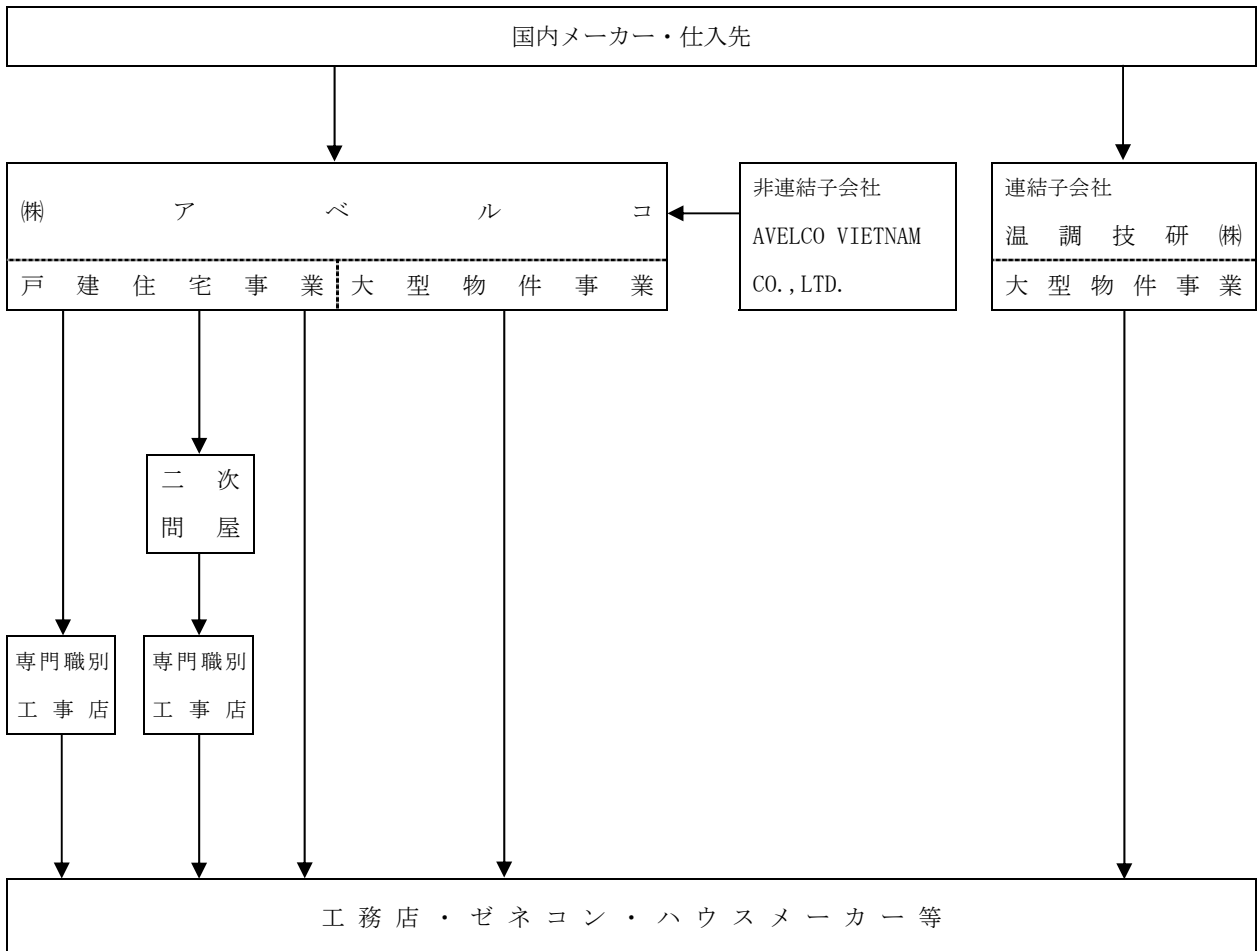 国内メーカー・仕入先
㈱アベルコ
戸建住宅事業
大型物件事業
非連結子会社
AVELCO VIETNAM
CO.,LTD.
連結子会社
温調技研㈱
大型物件事業
二次
問屋
専門職別
工事店
専門職別
工事店
工務店・ゼネコン・ハウスメーカー等